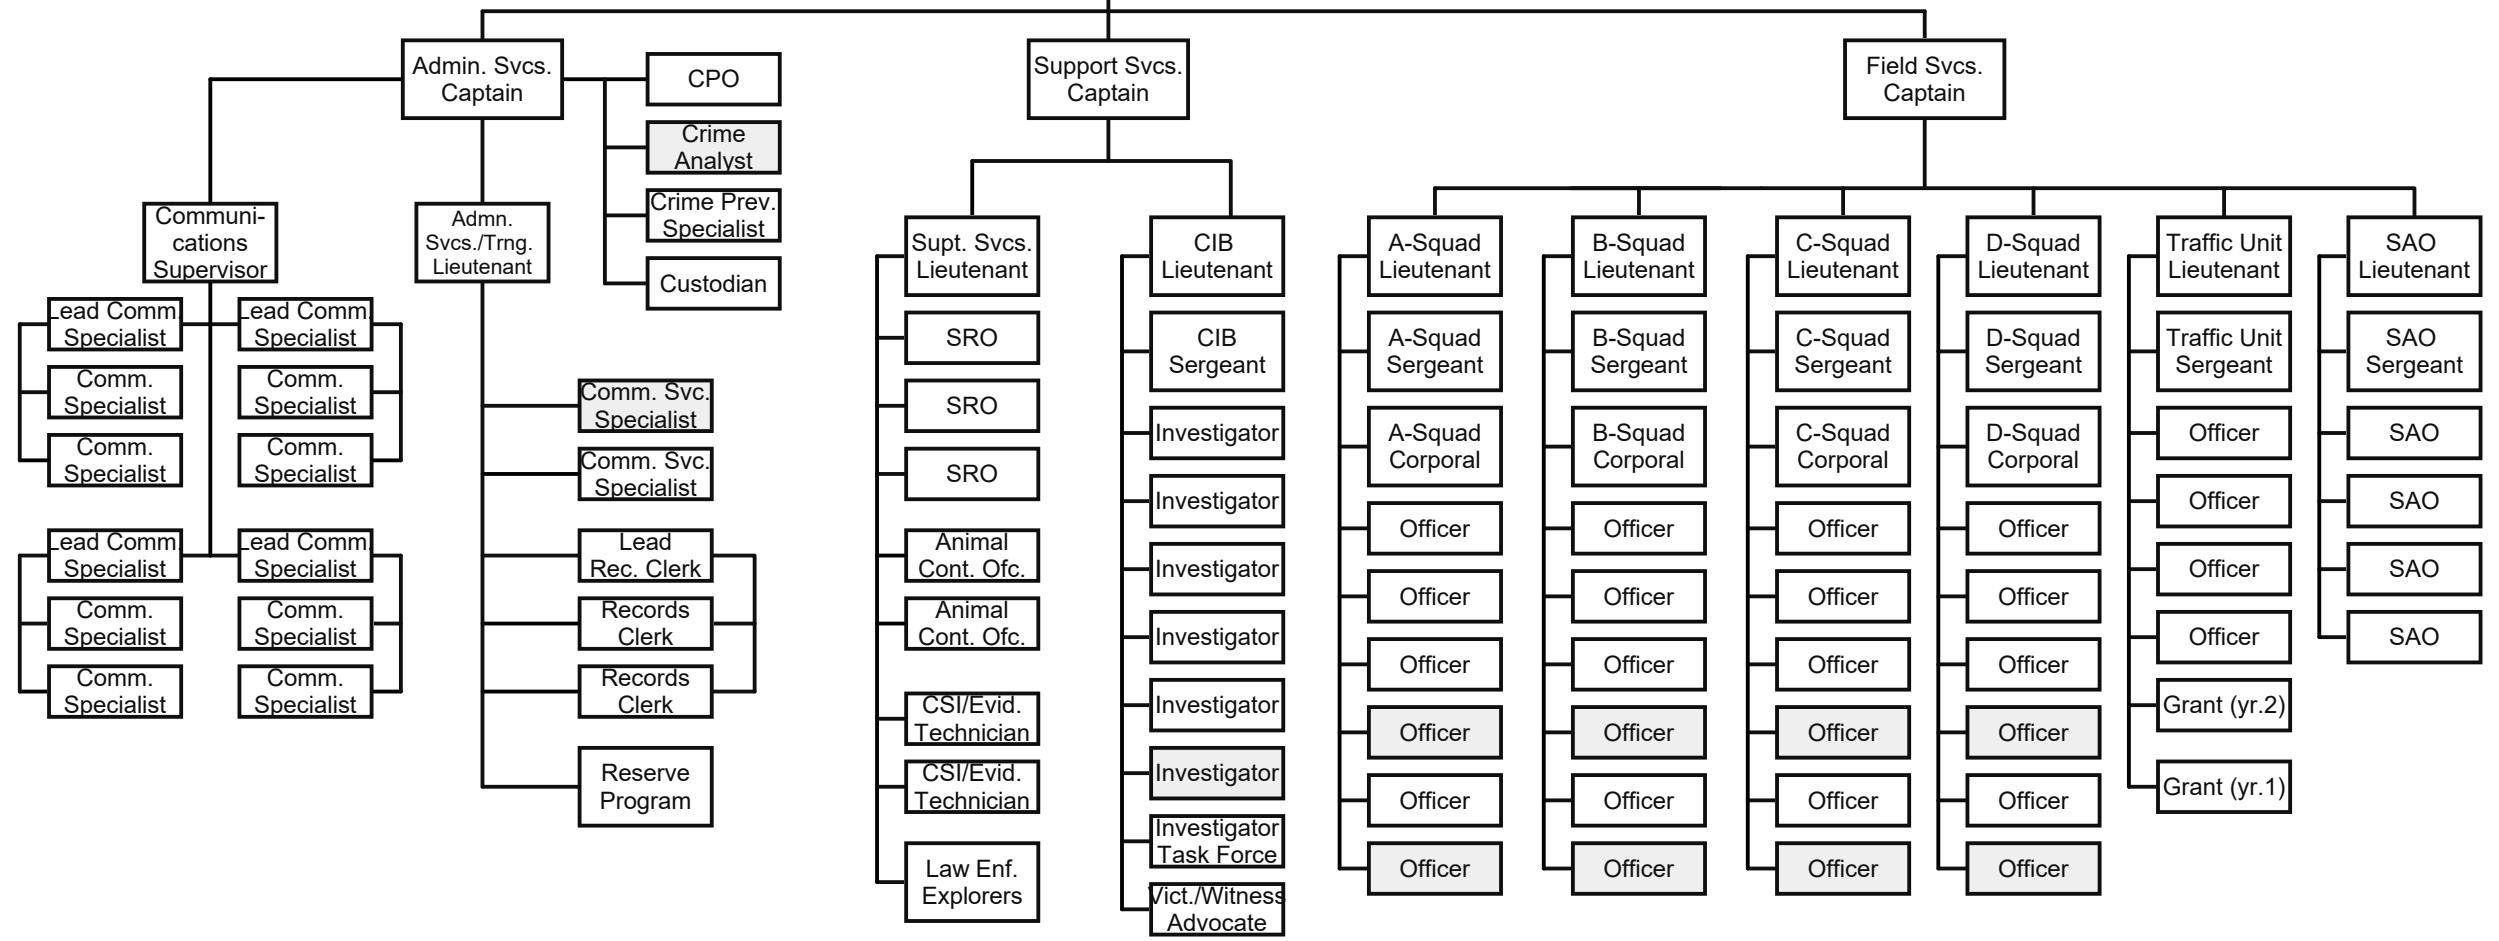 Admin. Svcs.
Captain
CPO
Crime
Analyst
Crime Prev.
Specialist
Custodian
Communi-
cations
Supervisor
Admn.
Svcs./Trng.
Lieutenant
Lead Comm.
Specialist
Comm.
Specialist
Comm.
Specialist
Lead Comm.
Specialist
Comm.
Specialist
Comm.
Specialist
Lead Comm.
Specialist
Comm.
Specialist
Comm.
Specialist
Lead Comm.
Specialist
Comm.
Specialist
Comm.
Specialist
Comm. Svc.
Specialist
Comm. Svc.
Specialist
Lead
Rec. Clerk
Records
Clerk
Records
Clerk
Reserve
Program
Support Svcs.
Captain
Supt. Svcs.
Lieutenant
SRO
SRO
SRO
Animal
Cont. Ofc.
Animal
Cont. Ofc.
CSI/Evid.
Technician
CSI/Evid.
Technician
Law Enf.
Explorers
CIB
Lieutenant
CIB
Sergeant
Investigator
Investigator
Investigator
Investigator
Investigator
Investigator
Investigator
Task Force
Vict./Witness
Advocate
Field Svcs.
Captain
A-Squad
Lieutenant
A-Squad
Sergeant
A-Squad
Corporal
Officer
Officer
Officer
Officer
Officer
Officer
B-Squad
Lieutenant
B-Squad
Sergeant
B-Squad
Corporal
Officer
Officer
Officer
Officer
Officer
Officer
C-Squad
Lieutenant
C-Squad
Sergeant
C-Squad
Corporal
Officer
Officer
Officer
Officer
Officer
Officer
D-Squad
Lieutenant
D-Squad
Sergeant
D-Squad
Corporal
Officer
Officer
Officer
Officer
Officer
Officer
Traffic Unit
Lieutenant
Traffic Unit
Sergeant
Officer
Officer
Officer
Officer
Grant (yr.2)
Grant (yr.1)
SAO
Lieutenant
SAO
Sergeant
SAO
SAO
SAO
SAO